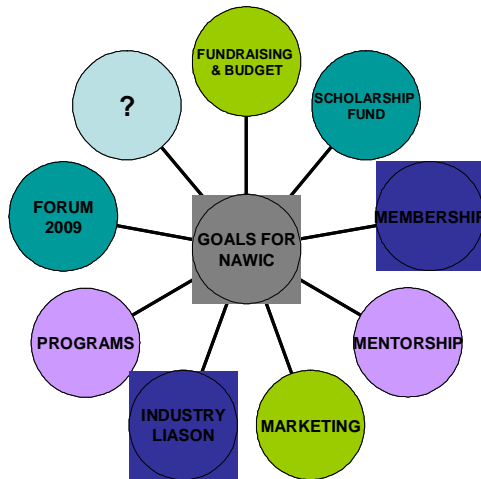 FUNDRAISING
& BUDGET
SCHOLARSHIP
FUND
MEMBERSHIP
MENTORSHIP
MARKETING
INDUSTRY
LIASON
PROGRAMS
FORUM
2009
?
GOALS FOR
NAWIC